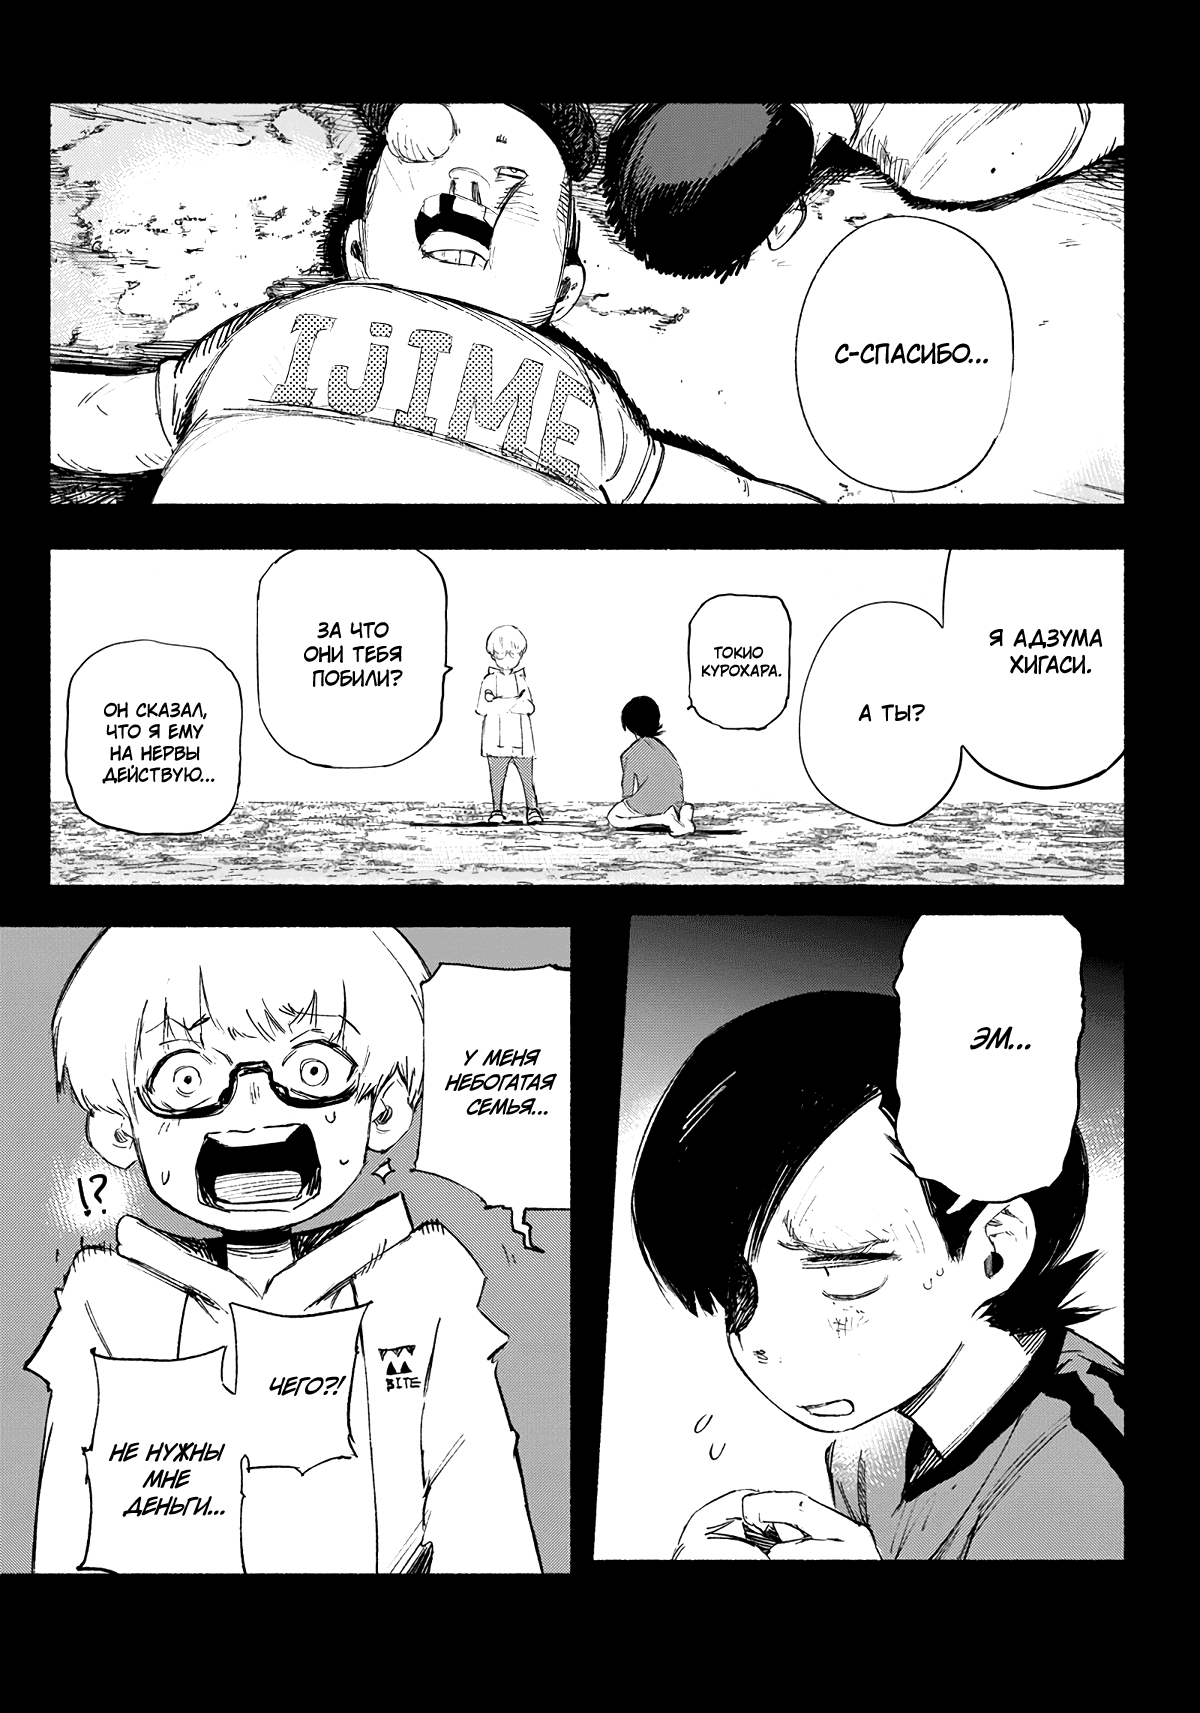 IJIME
С-СПАСИБО...
Я АДЗУМА
ХИГАСИ.
А ТЫ?
ТОКИО
КУРОХАРА.
ЗА ЧТО
ОНИ ТЕБЯ
ПОБИЛИ?
ОН СКАЗАЛ,
ЧТО Я ЕМУ
НА НЕРВЫ
ДЕЙСТВУЮ...
ЭМ...
У МЕНЯ
НЕБОГАТАЯ
СЕМЬЯ...
!?
BITE
ЧЕГО?!
НЕ НУЖНЫ
МНЕ
ДЕНЬГИ...